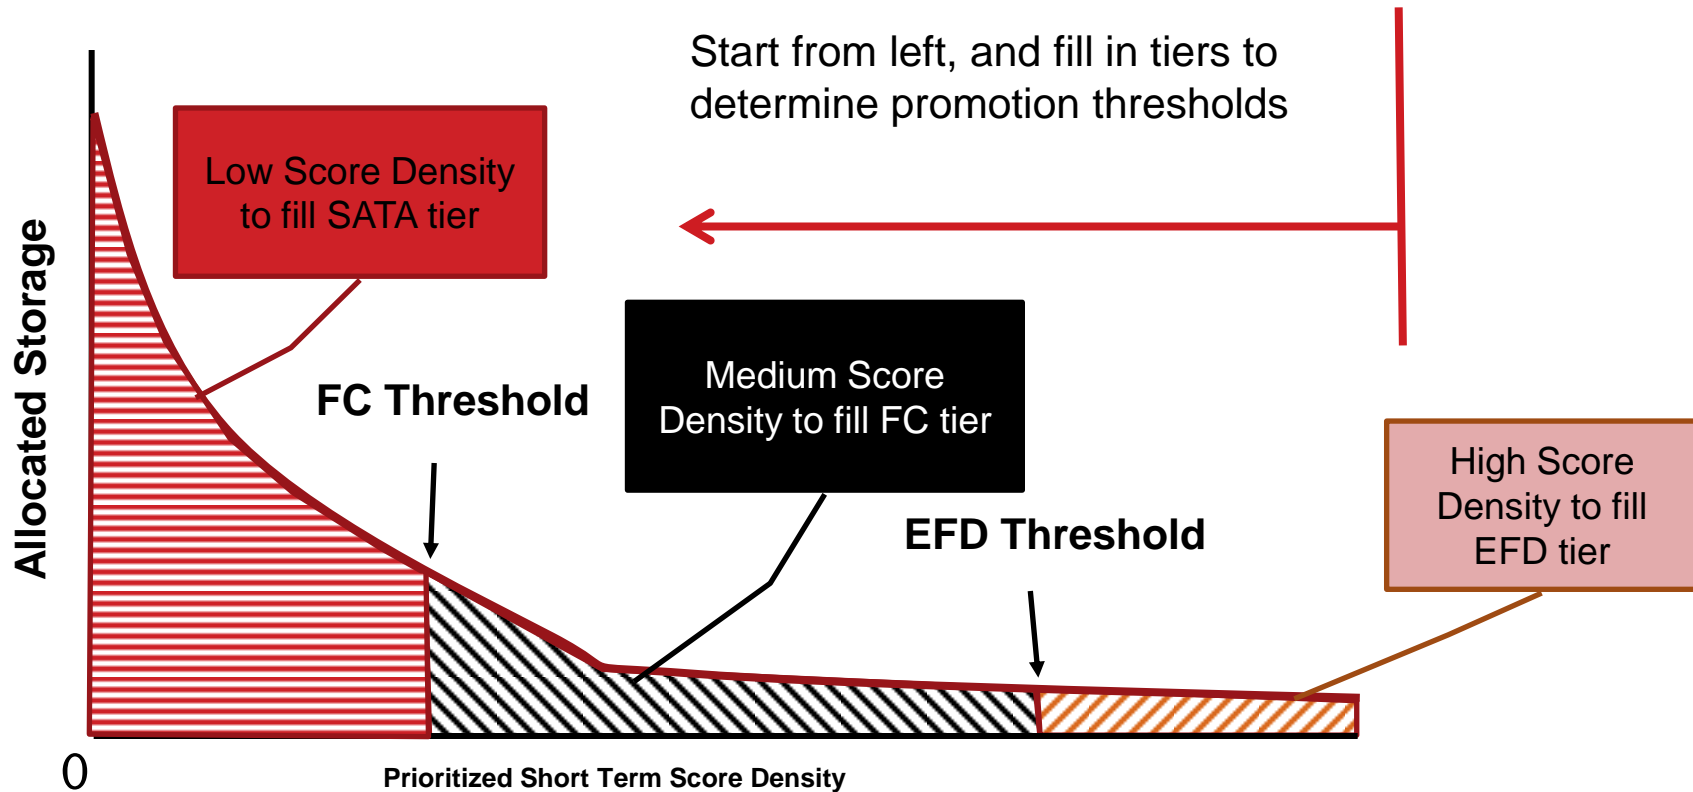 Start from left, and fill in tiers to
determine promotion thresholds
Low Score Density
to fill SATA tier
Allocated Storage
FC Threshold
Medium Score
Density to fill FC tier
EFD Threshold
High Score
Density to fill
EFD tier
0
Prioritized Short Term Score Density